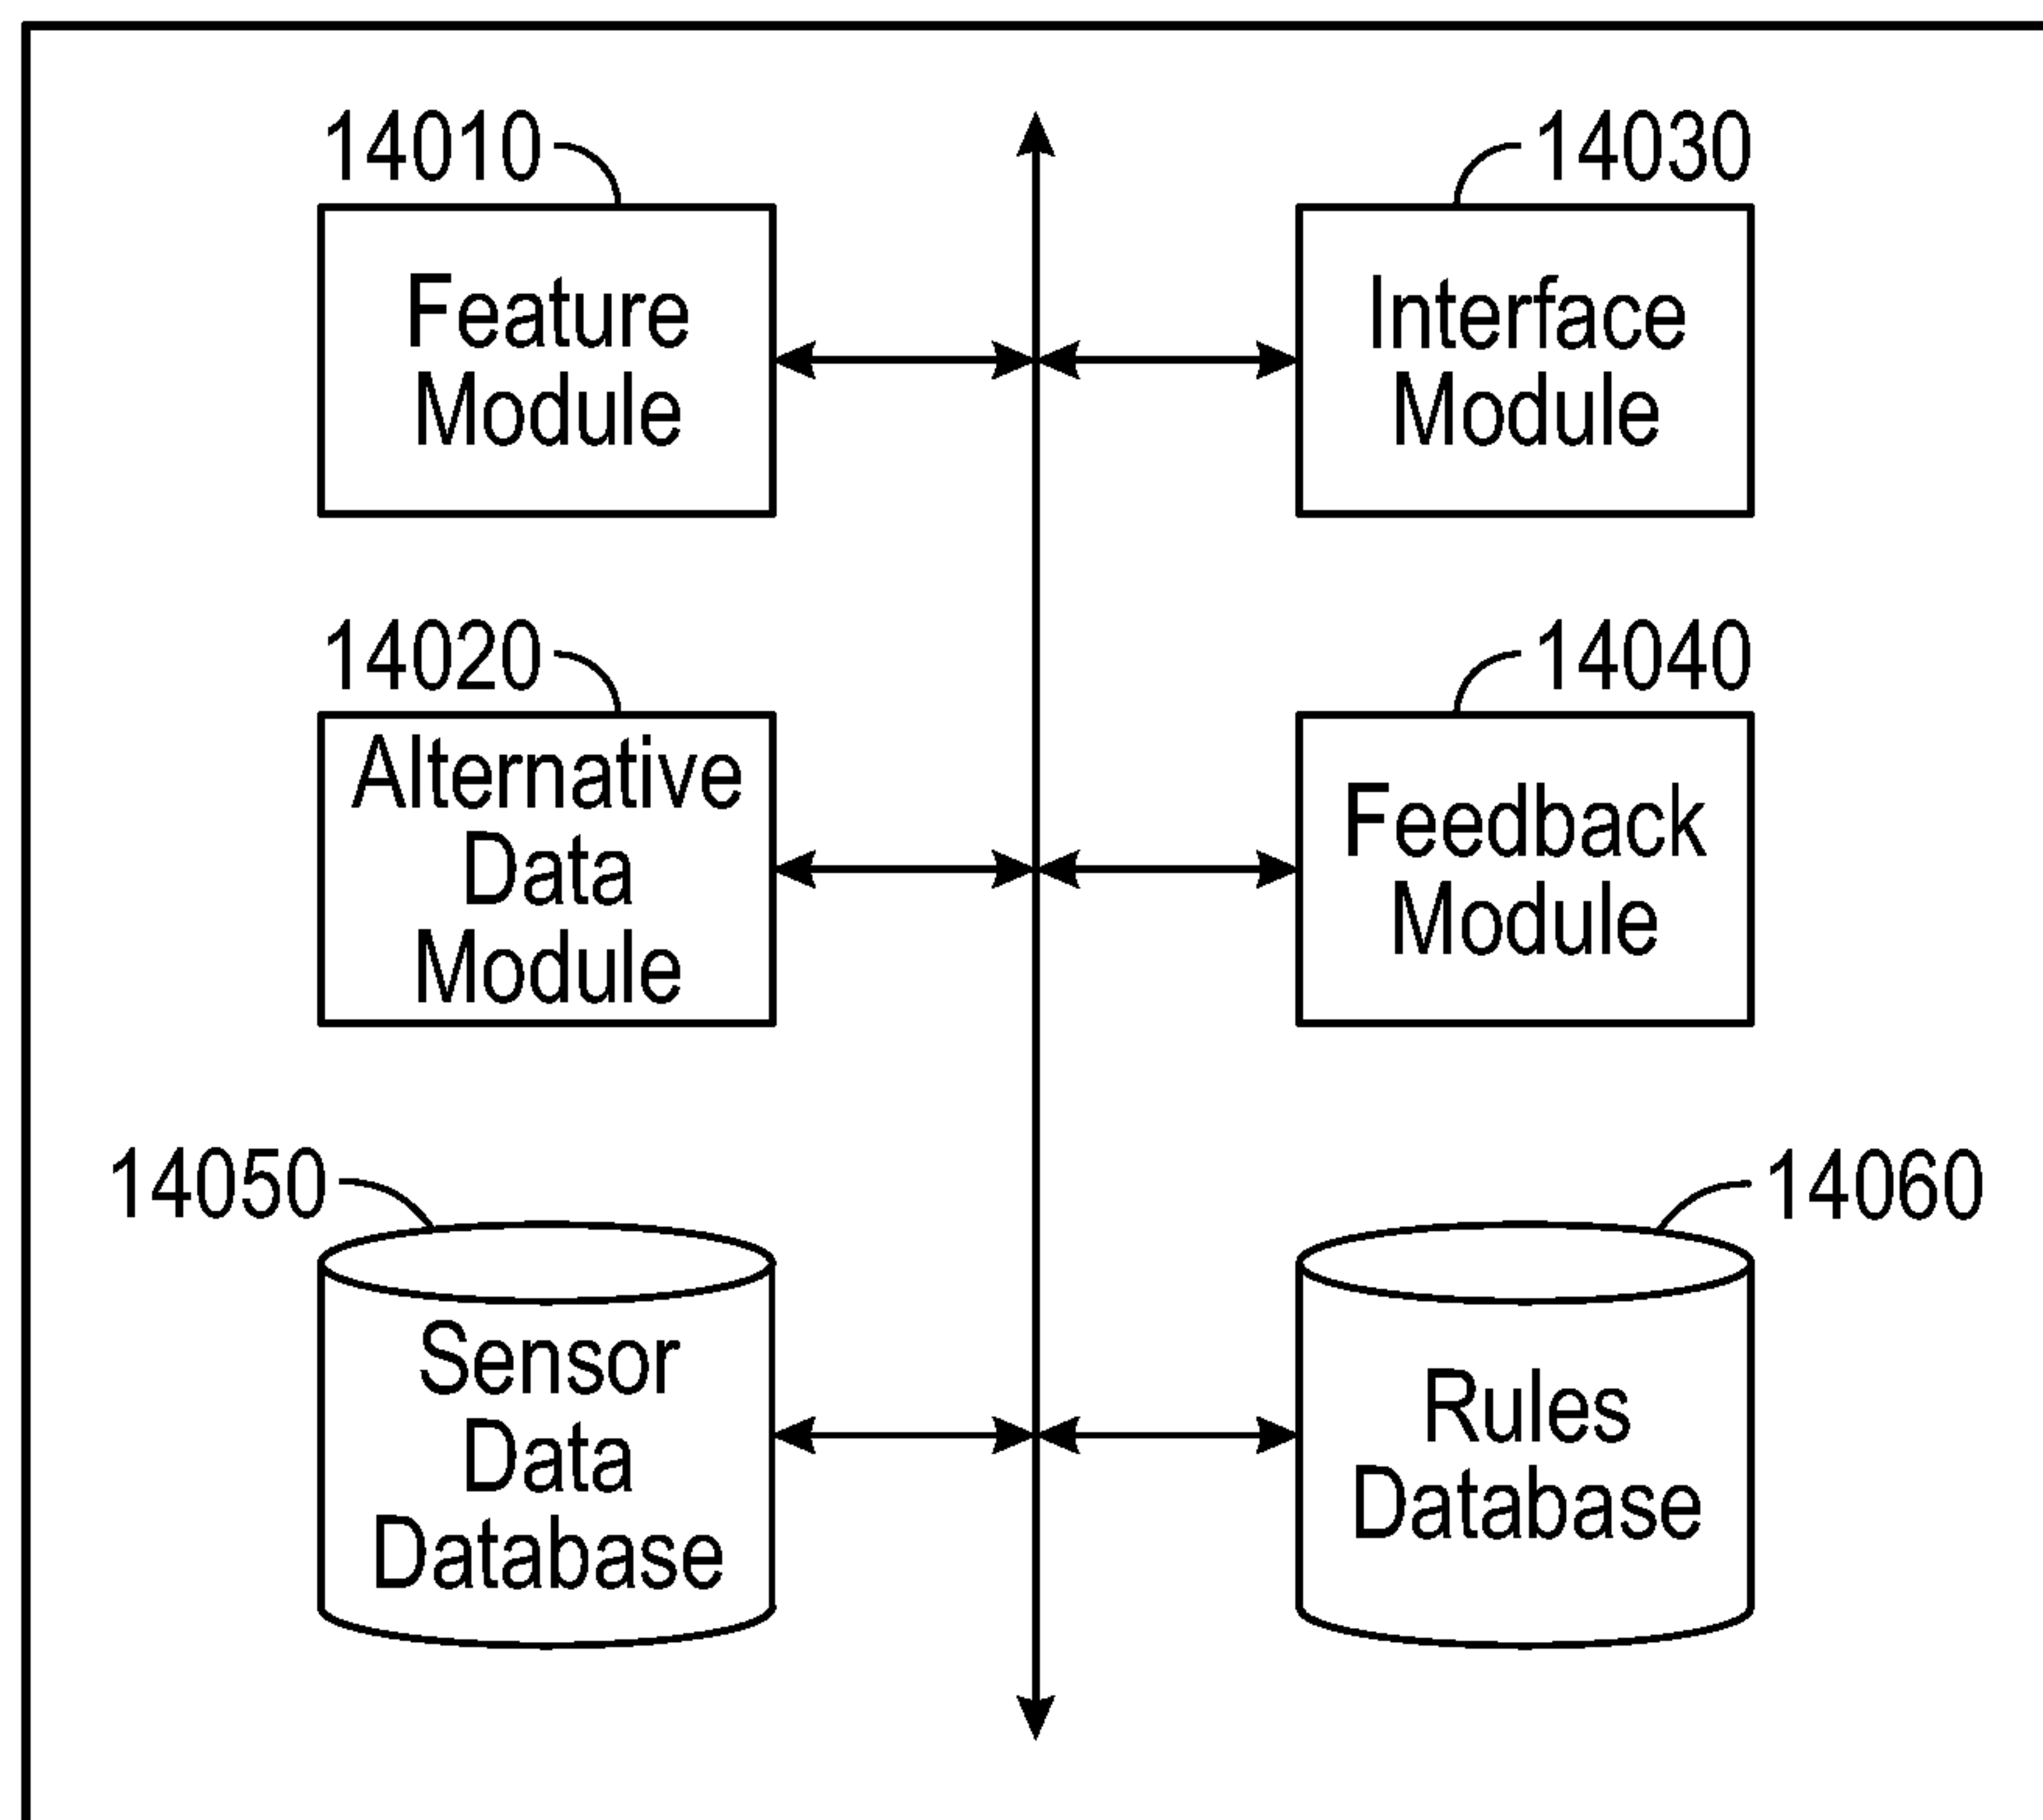 14010
Feature
Module
14030
Interface
Module
14020
Alternative
Data
Module
14040
Feedback
Module
14050
Sensor
Data
Database
14060
Rules
Database